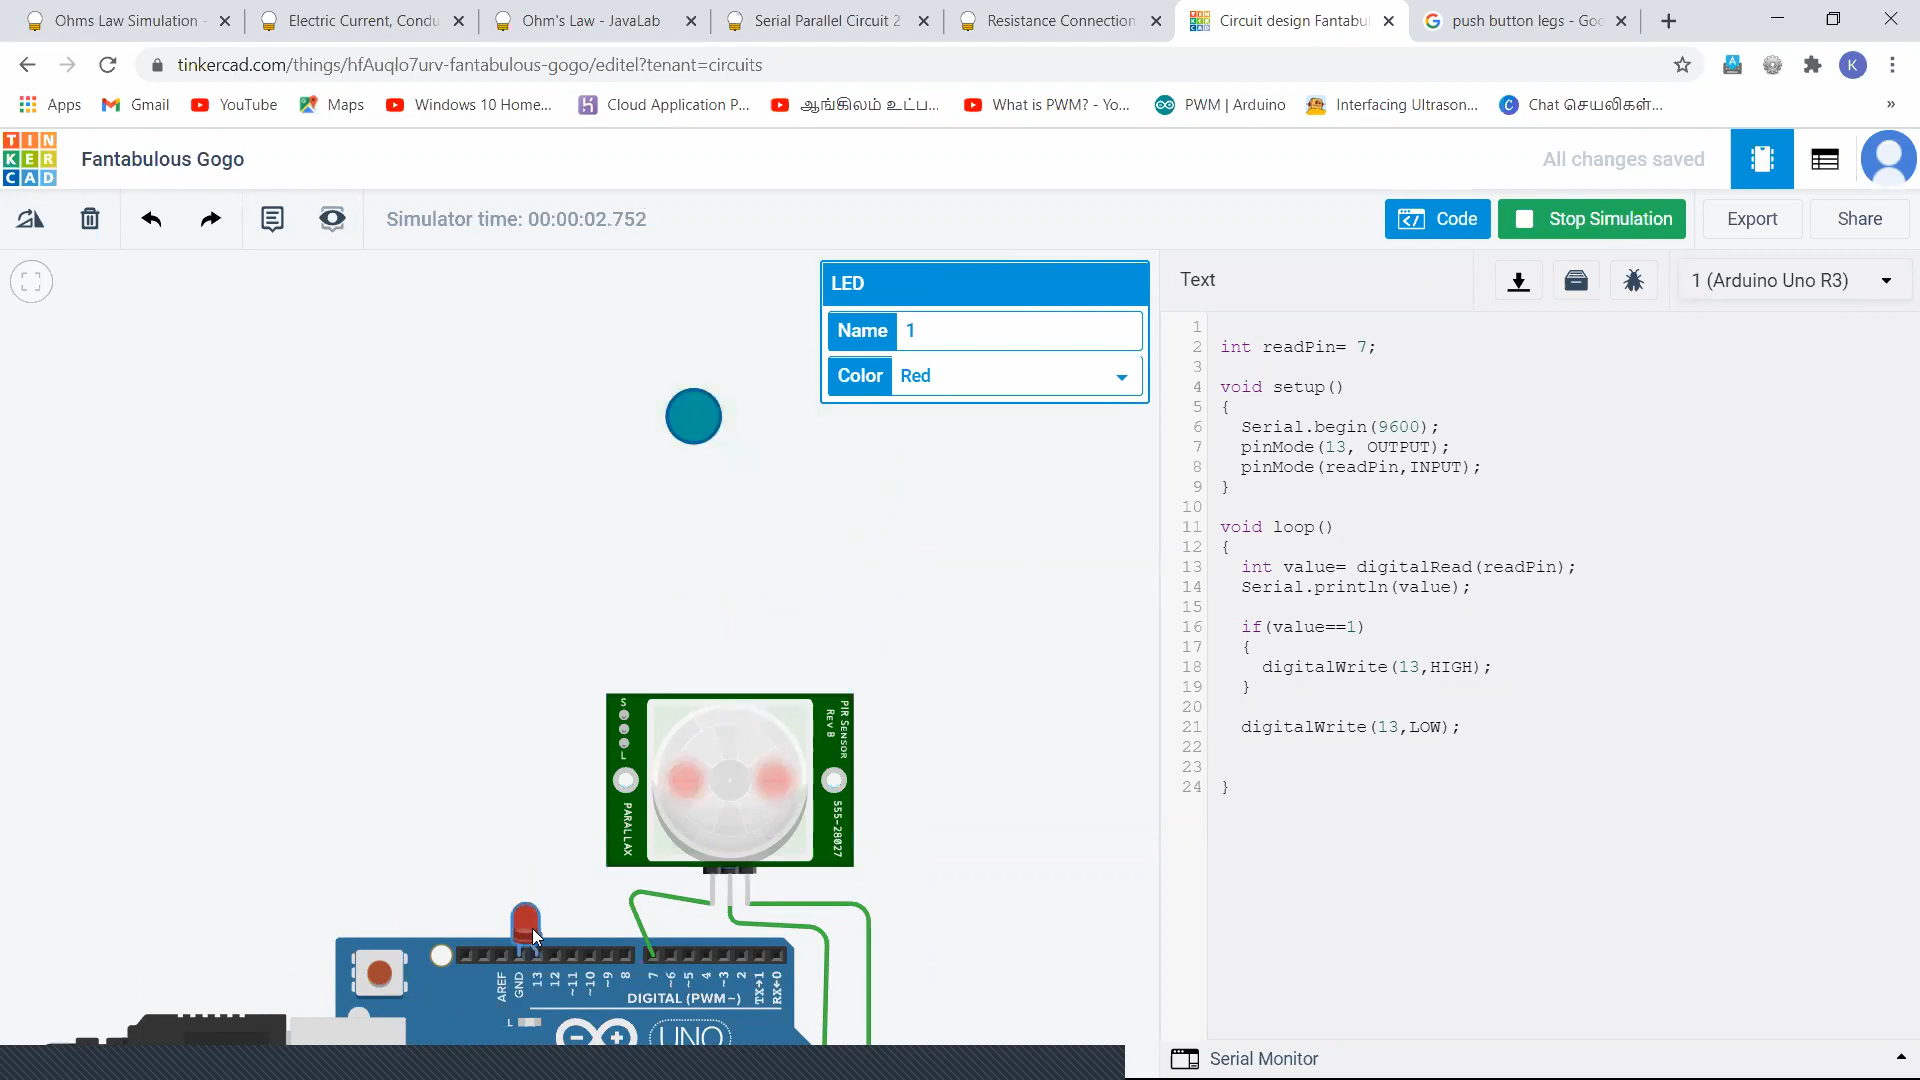 Ohms Law Simulation -
Electric Current, Condu
Ohm's Law - JavaLab
Serial Parallel Circuit 2
Resistance Connection
Circuit design Fantabul
push button legs - Goo
tinkercad.com/things/hfAuqlo7urv-fantabulous-gogo/editel?tenant=circuits
K
Apps
Gmail
YouTube
Maps
Windows 10 Home...
Cloud Application P...
ஆங்கிலம் உட்ப...
What is PWM? - Yo...
PWM | Arduino
Interfacing Ultrason...
Chat செயலிகள்...
»
TIN
KER
CAD
Fantabulous Gogo
All changes saved
Simulator time: 00:00:02.752
Code
Stop Simulation
Export
Share
LED
Name 1
Color Red
Text
1 (Arduino Uno R3)
1
2 int readPin= 7;
3
4 void setup()
5 {
6 Serial.begin(9600);
7 pinMode(13, OUTPUT);
8 pinMode(readPin,INPUT);
9 }
10
11 void loop()
12 {
13 int value= digitalRead(readPin);
14 Serial.println(value);
15
16 if(value==1)
17 {
18 digitalWrite(13,HIGH);
19 }
20
21 digitalWrite(13,LOW);
22
23
24 }
S
L
PARALLAX
PIR SENSOR
REV B
555-28027
AREF
GND
13
12
~11
~10
~9
8
7
~6
~5
4
~3
2
TX→1
RX←0
DIGITAL (PWM~)
L
UNO
Serial Monitor